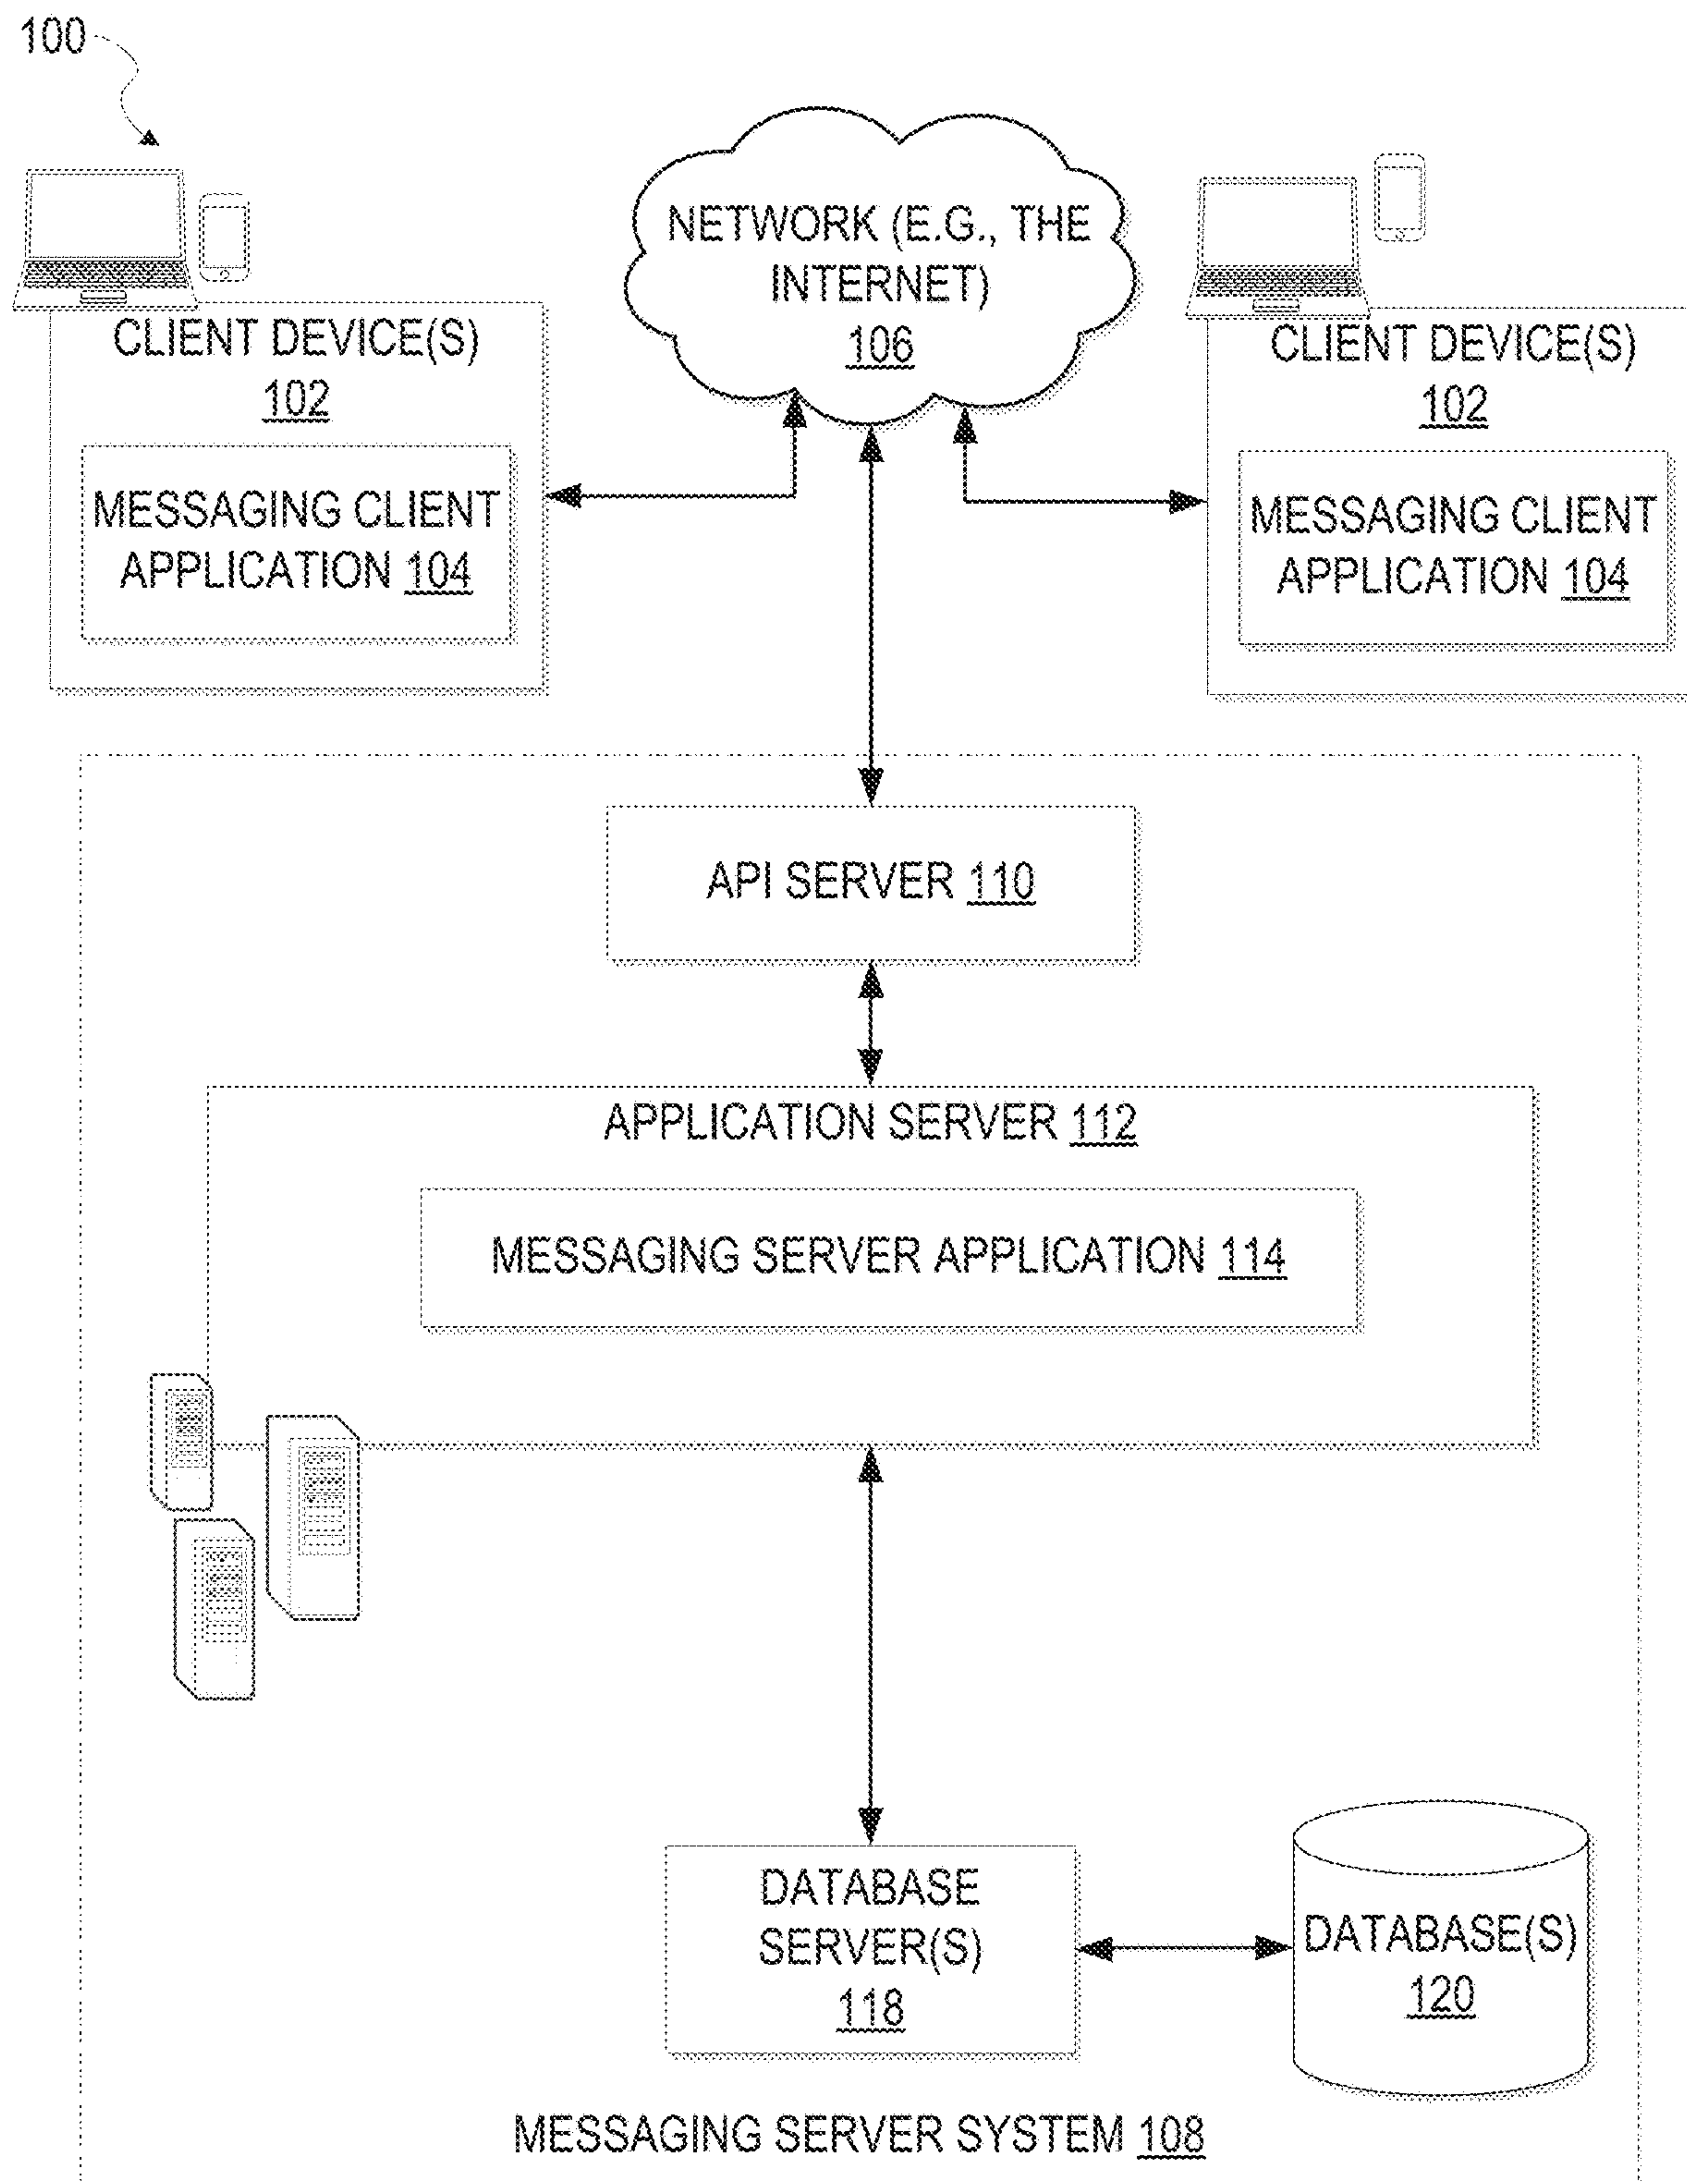 100
NETWORK (E.G., THE
INTERNET)
106
CLIENT DEVICE(S)
102
MESSAGING CLIENT
APPLICATION 104
CLIENT DEVICE(S)
102
MESSAGING CLIENT
APPLICATION 104
API SERVER 110
APPLICATION SERVER 112
MESSAGING SERVER APPLICATION 114
DATABASE
SERVER(S)
118
DATABASE(S)
120
MESSAGING SERVER SYSTEM 108